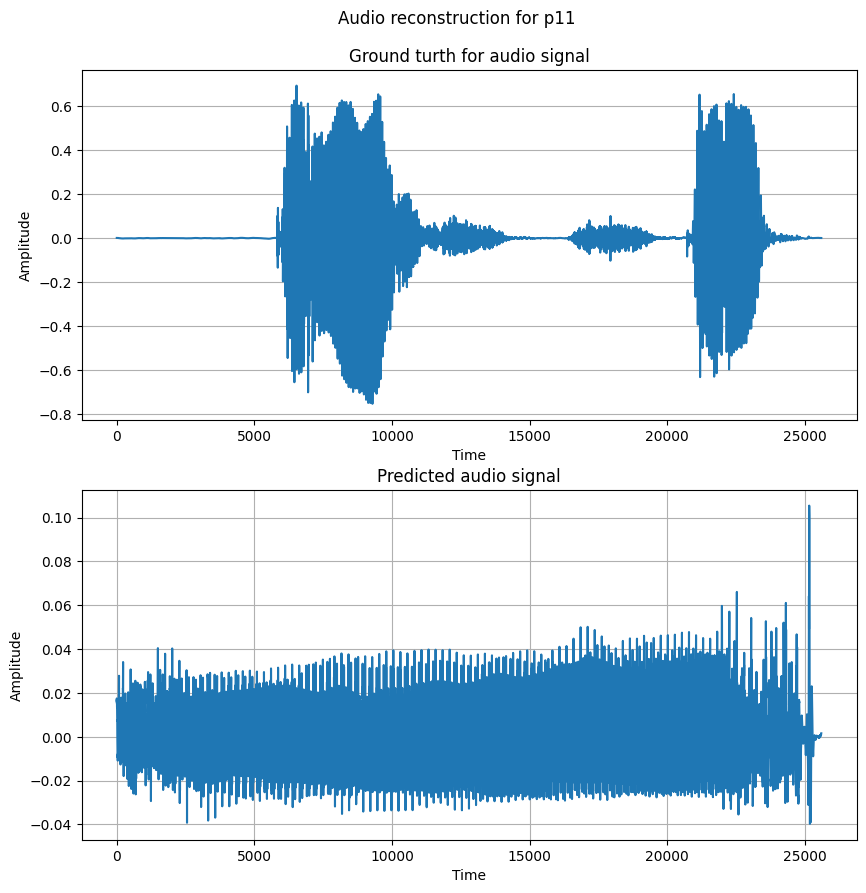 Audio reconstruction for p11
Ground turth for audio signal
0.6
0.4
0.2
0.0
−0.2
−0.4
−0.6
−0.8
Amplitude
0 5000 10000 15000 20000 25000
Time
Predicted audio signal
0.10
0.08
0.06
0.04
0.02
0.00
−0.02
−0.04
Amplitude
0 5000 10000 15000 20000 25000
Time